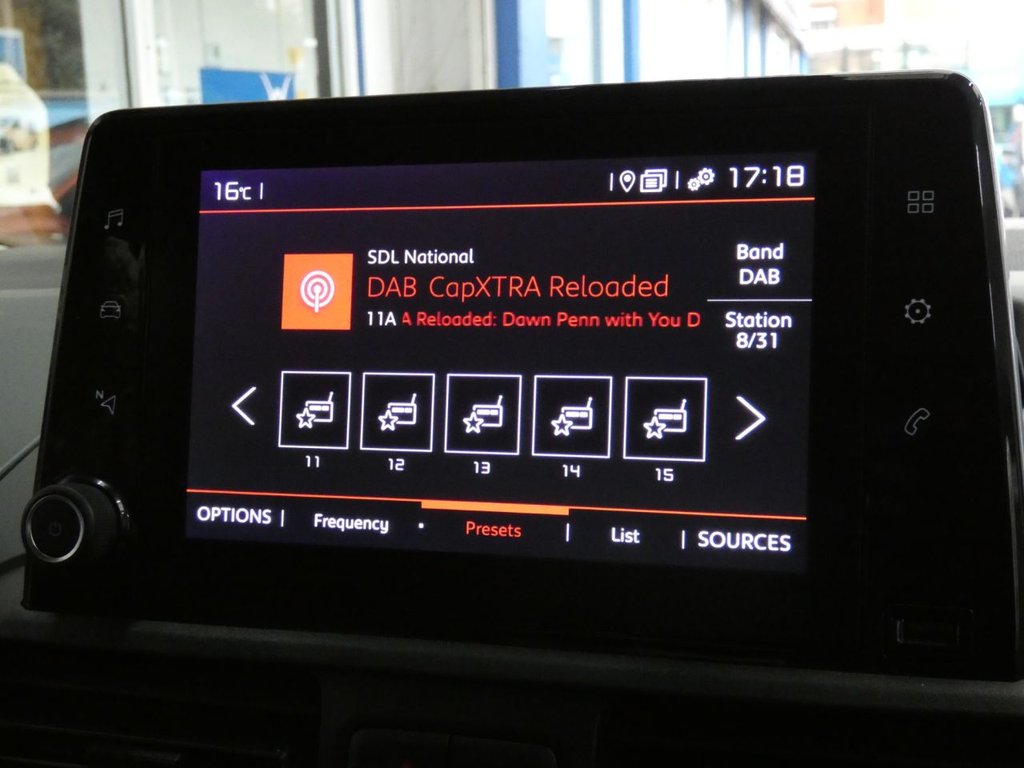 16°C
17:18
SDL National
DAB CapXTRA Reloaded
11A A Reloaded: Dawn Penn with You D
Band
DAB
Station
8/31
11 12 13 14 15
OPTIONS Frequency Presets List SOURCES
N